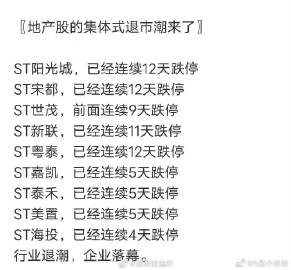 〖地产股的集体式退市潮来了〗
ST阳光城，已经连续12天跌停
ST宋都，已经连续12天跌停
ST世茂，前面连续9天跌停
ST新联，已经连续11天跌停
ST粤泰，已经连续12天跌停
ST嘉凯，已经连续5天跌停
ST泰禾，已经连续5天跌停
ST美置，已经连续5天跌停
ST海投，已经连续4天跌停
行业退潮，企业落幕。